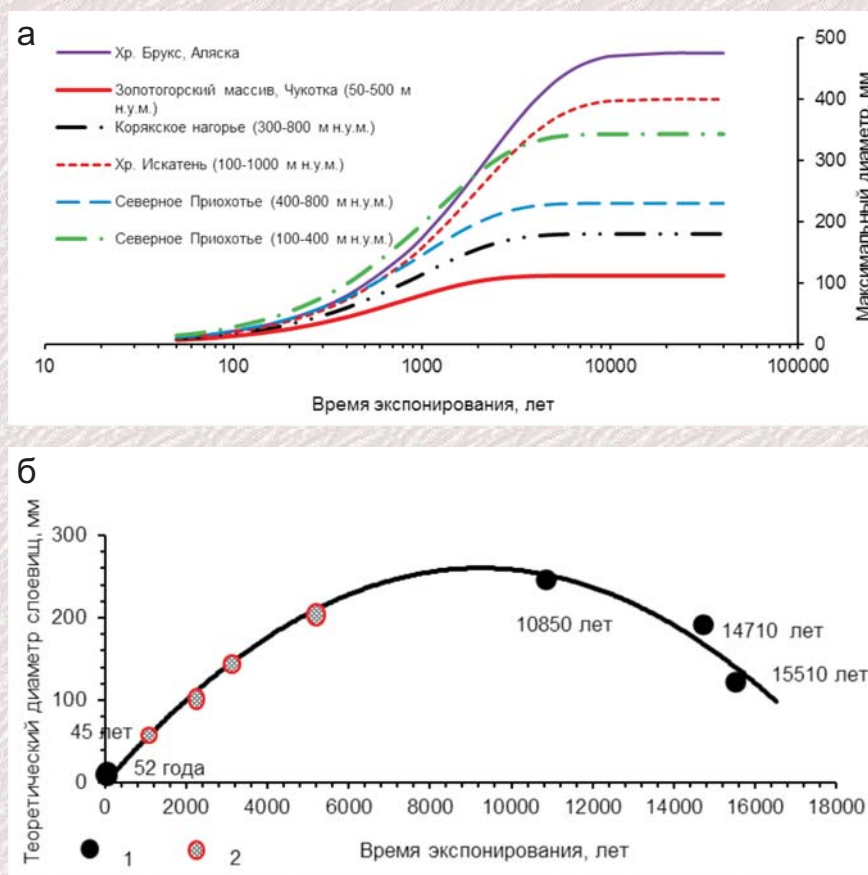 а
Хр. Брукс, Аляска
Золотогорский массив, Чукотка (50-500 м
н.у.м.)
Корякское нагорье (300-800 м н.у.м.)
Хр. Искатень (100-1000 м н.у.м.)
Северное Приохотье (400-800 м н.у.м.)
Северное Приохотье (100-400 м н.у.м.)
500
400
300
200
100
0
Максимальный диаметр, мм
10
100
1000
10000
100000
Время экспонирования, лет
б
Теоретический диаметр слоевищ, мм
300
200
100
0
45 лет
52 года
10850 лет
14710 лет
15510 лет
0
2000
4000
6000
8000
10000
12000
14000
16000
18000
1
2
Время экспонирования, лет